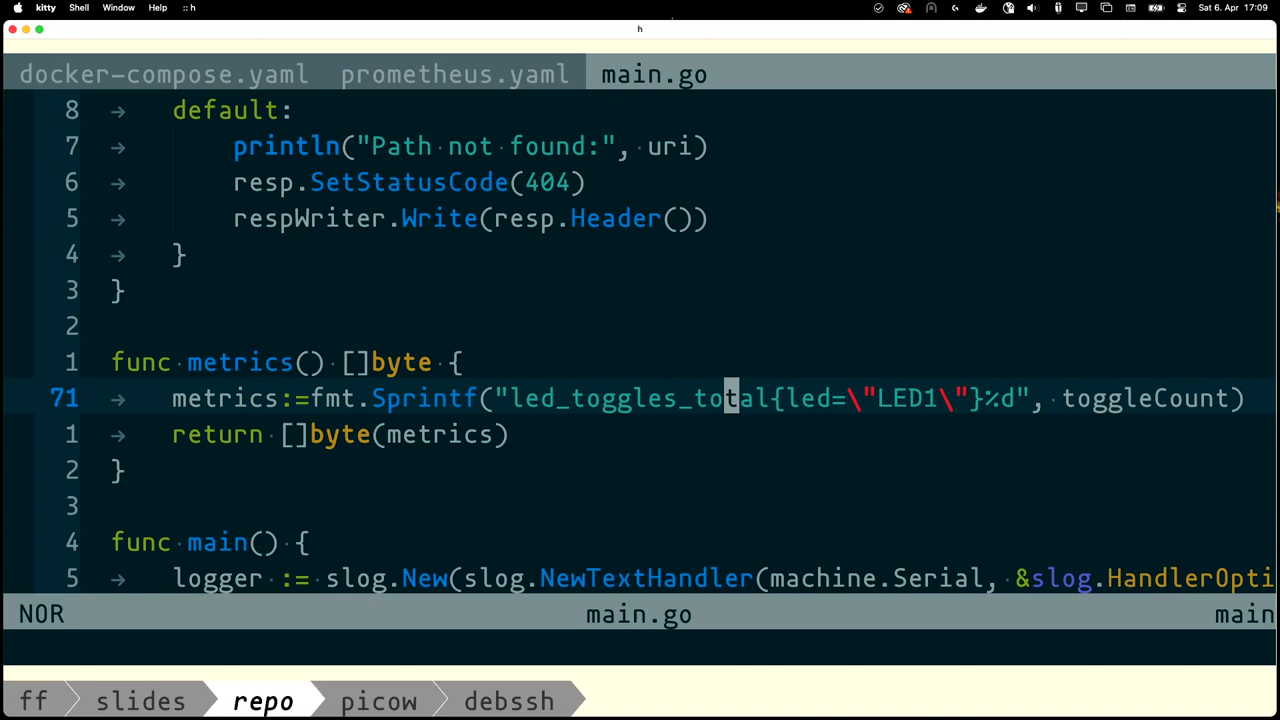 kitty Shell Window Help :: h Sat 6. Apr 17:09
h
docker-compose.yaml prometheus.yaml main.go
8 → default:
7 → println("Path·not·found:",·uri)
6 → resp.SetStatusCode(404)
5 → respWriter.Write(resp.Header())
4 → }
3 }
2
1 func·metrics()·[]byte·{
71 → metrics:=fmt.Sprintf("led_toggles_total{led=\"LED1\"}%d",·toggleCount)
1 → return·[]byte(metrics)
2 }
3
4 func·main()·{
5 → logger·:=·slog.New(slog.NewTextHandler(machine.Serial,·&slog.HandlerOpti
NOR main.go main
ff slides repo picow debssh